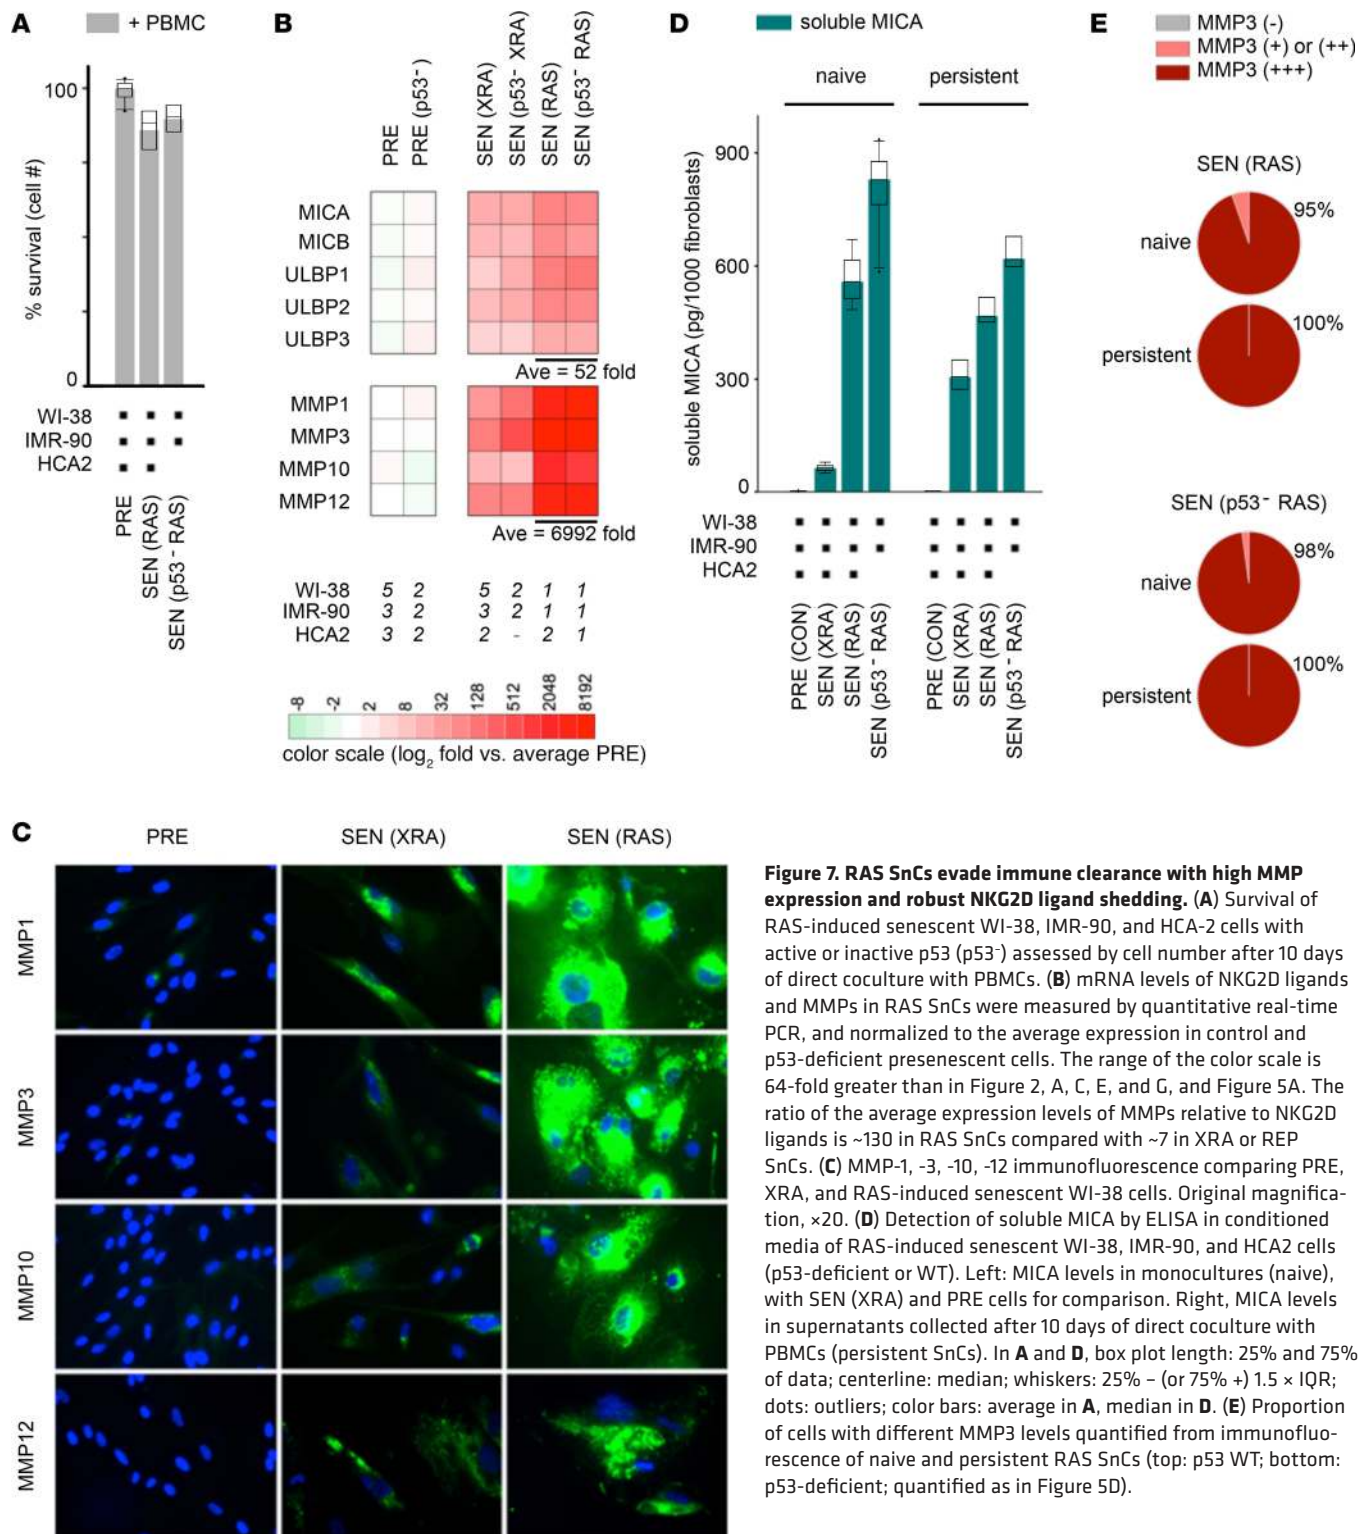 A
+ PBMC
% survival (cell #)
100
0
WI-38
IMR-90
HCA2
PRE
SEN (RAS)
SEN (p53⁻ RAS)
B
PRE
PRE (p53⁻)
SEN (XRA)
SEN (p53⁻ XRA)
SEN (RAS)
SEN (p53⁻ RAS)
MICA
MICB
ULBP1
ULBP2
ULBP3
Ave = 52 fold
MMP1
MMP3
MMP10
MMP12
Ave = 6992 fold
WI-38 5 2 5 2 1 1
IMR-90 3 2 3 2 1 1
HCA2 3 2 2 - 2 1
-8 -2 2 8 32 128 512 2048 8192
color scale (log₂ fold vs. average PRE)
D
soluble MICA
naive persistent
soluble MICA (pg/1000 fibroblasts)
900
600
300
0
WI-38
IMR-90
HCA2
PRE (CON)
SEN (XRA)
SEN (RAS)
SEN (p53⁻ RAS)
PRE (CON)
SEN (XRA)
SEN (RAS)
SEN (p53⁻ RAS)
E
MMP3 (-)
MMP3 (+) or (++)
MMP3 (+++)
SEN (RAS)
95%
naive
100%
persistent
SEN (p53⁻ RAS)
98%
naive
100%
persistent
C
PRE SEN (XRA) SEN (RAS)
MMP1
MMP3
MMP10
MMP12
Figure 7. RAS SnCs evade immune clearance with high MMP
expression and robust NKG2D ligand shedding. (A) Survival of
RAS-induced senescent WI-38, IMR-90, and HCA-2 cells with
active or inactive p53 (p53⁻) assessed by cell number after 10 days
of direct coculture with PBMCs. (B) mRNA levels of NKG2D ligands
and MMPs in RAS SnCs were measured by quantitative real-time
PCR, and normalized to the average expression in control and
p53-deficient presenescent cells. The range of the color scale is
64-fold greater than in Figure 2, A, C, E, and G, and Figure 5A. The
ratio of the average expression levels of MMPs relative to NKG2D
ligands is ~130 in RAS SnCs compared with ~7 in XRA or REP
SnCs. (C) MMP-1, -3, -10, -12 immunofluorescence comparing PRE,
XRA, and RAS-induced senescent WI-38 cells. Original magnifica-
tion, ×20. (D) Detection of soluble MICA by ELISA in conditioned
media of RAS-induced senescent WI-38, IMR-90, and HCA2 cells
(p53-deficient or WT). Left: MICA levels in monocultures (naive),
with SEN (XRA) and PRE cells for comparison. Right, MICA levels
in supernatants collected after 10 days of direct coculture with
PBMCs (persistent SnCs). In A and D, box plot length: 25% and 75%
of data; centerline: median; whiskers: 25% – (or 75% +) 1.5 × IQR;
dots: outliers; color bars: average in A, median in D. (E) Proportion
of cells with different MMP3 levels quantified from immunofluo-
rescence of naive and persistent RAS SnCs (top: p53 WT; bottom:
p53-deficient; quantified as in Figure 5D).